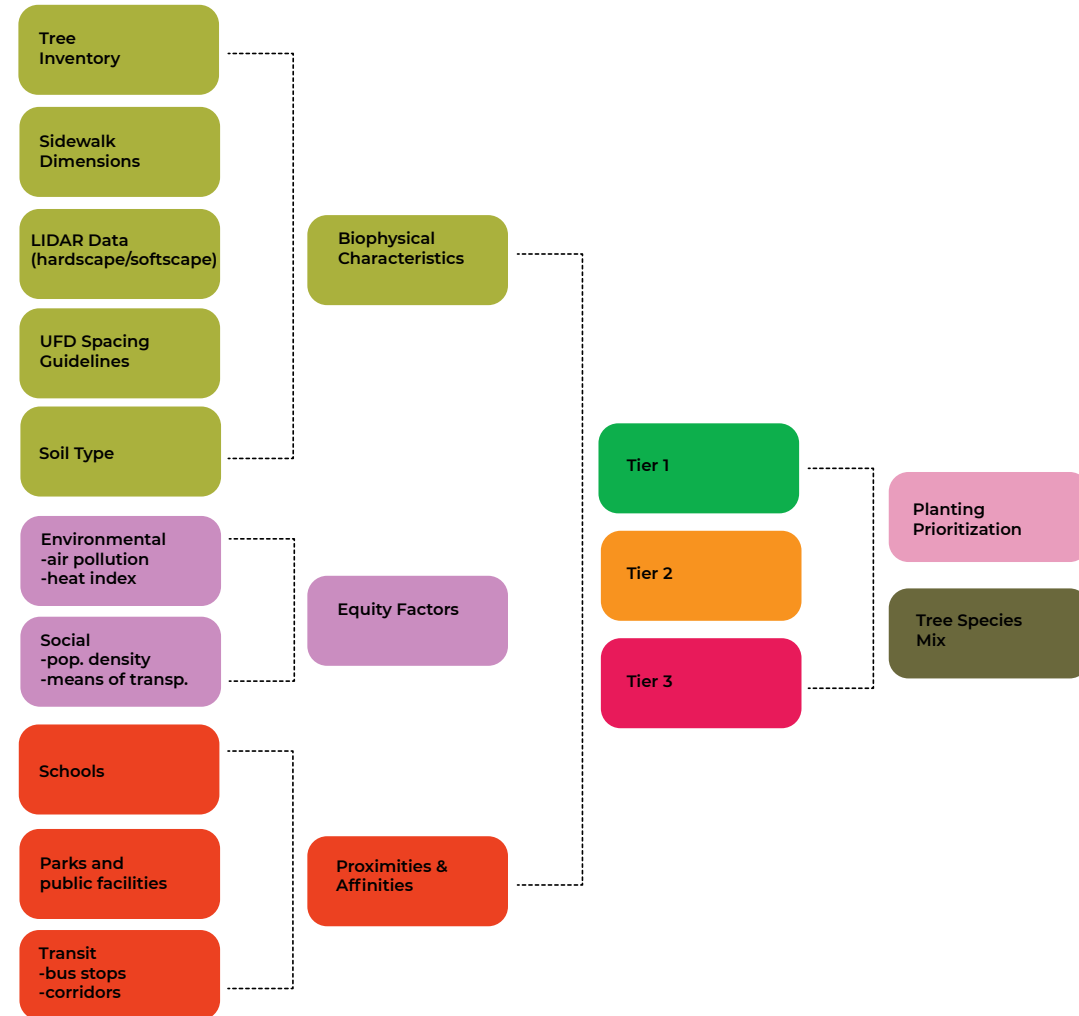 Tree
Inventory
Sidewalk
Dimensions
LIDAR Data
(hardscape/softscape)
UFD Spacing
Guidelines
Soil Type
Environmental
-air pollution
-heat index
Social
-pop. density
-means of transp.
Schools
Parks and
public facilities
Transit
-bus stops
-corridors
Biophysical
Characteristics
Equity Factors
Proximities &
Affinities
Tier 1
Tier 2
Tier 3
Planting
Prioritization
Tree Species
Mix